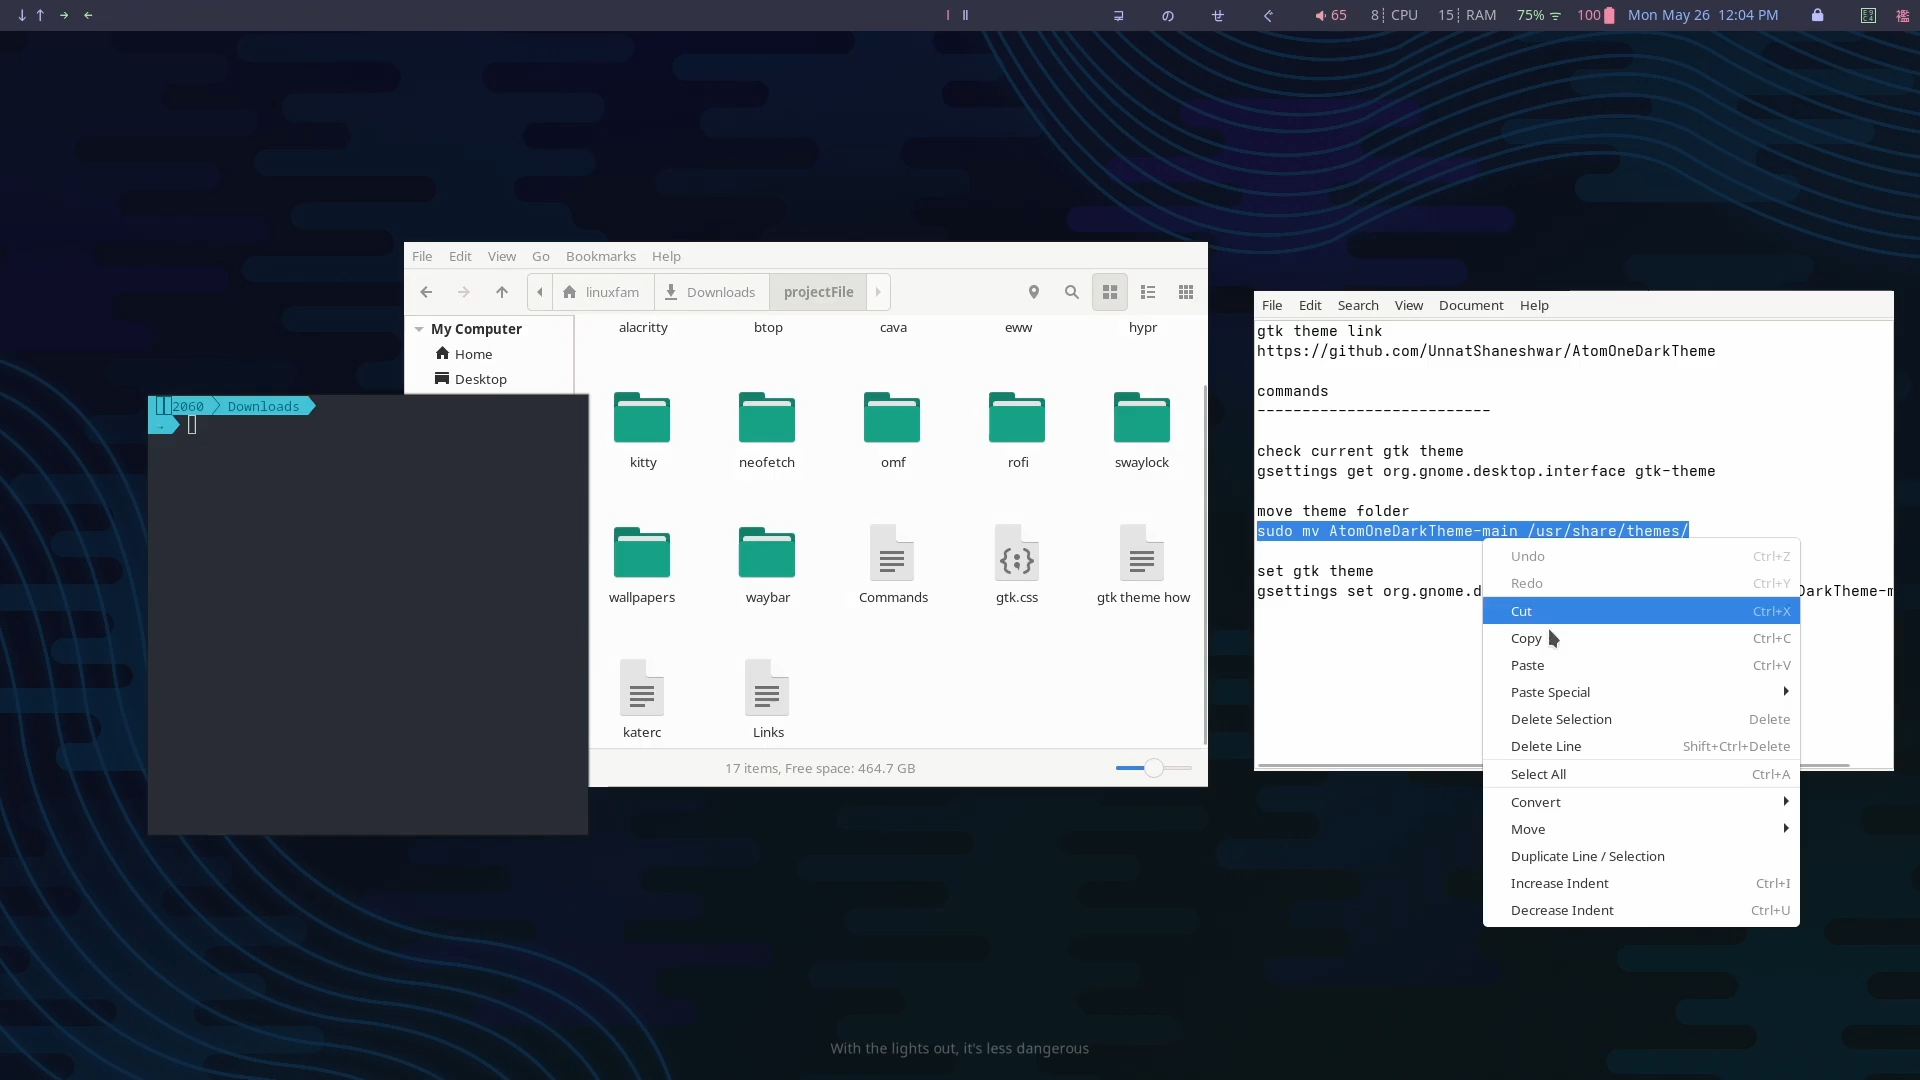 65 8 CPU 15 RAM 75% 100 Mon May 26 12:04 PM
コ の せ ぐ
File Edit View Go Bookmarks Help
linuxfam Downloads projectFile
My Computer
Home
Desktop
alacritty btop cava eww hypr
kitty neofetch omf rofi swaylock
wallpapers waybar Commands gtk.css gtk theme how
katerc Links
17 items, Free space: 464.7 GB
2060 Downloads
File Edit Search View Document Help
gtk theme link
https://github.com/UnnatShaneshwar/AtomOneDarkTheme
commands
--------------------------
check current gtk theme
gsettings get org.gnome.desktop.interface gtk-theme
move theme folder
sudo mv AtomOneDarkTheme-main /usr/share/themes/
set gtk theme
gsettings set org.gnome.d DarkTheme-m
Undo Ctrl+Z
Redo Ctrl+Y
Cut Ctrl+X
Copy Ctrl+C
Paste Ctrl+V
Paste Special
Delete Selection Delete
Delete Line Shift+Ctrl+Delete
Select All Ctrl+A
Convert
Move
Duplicate Line / Selection
Increase Indent Ctrl+I
Decrease Indent Ctrl+U
With the lights out, it's less dangerous